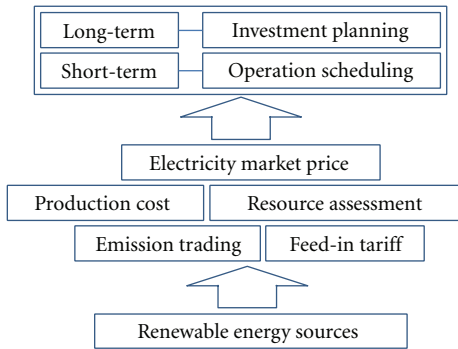 Long-term Investment planning
Short-term Operation scheduling
Electricity market price
Production cost Resource assessment
Emission trading Feed-in tariff
Renewable energy sources